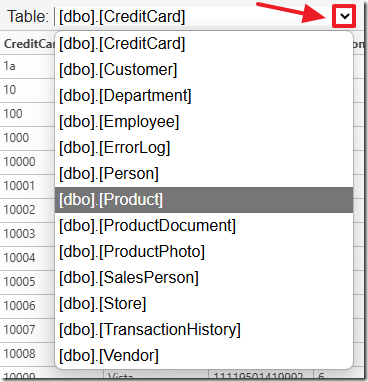 Table: [dbo].[CreditCard]
CreditCar
[dbo].[CreditCard]
1a
[dbo].[Customer]
10
[dbo].[Department]
100
[dbo].[Employee]
1000
[dbo].[ErrorLog]
10000
[dbo].[Person]
10001
[dbo].[Product]
10002
[dbo].[ProductDocument]
10003
[dbo].[ProductPhoto]
10004
[dbo].[SalesPerson]
10005
[dbo].[Store]
10006
[dbo].[TransactionHistory]
10007
[dbo].[Vendor]
10008
10009 Vista 11119501419992 6